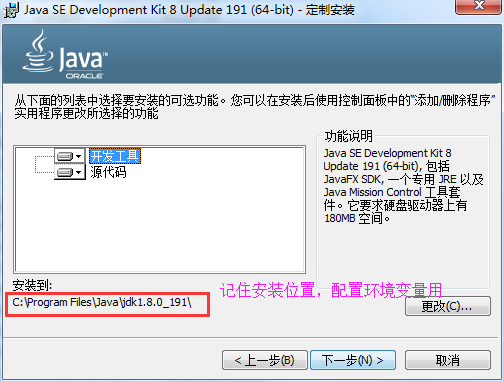 Java SE Development Kit 8 Update 191 (64-bit) - 定制安装
Java™
ORACLE
从下面的列表中选择要安装的可选功能。您可以在安装后使用控制面板中的“添加/删除程序”
实用程序更改所选择的功能
开发工具
源代码
功能说明
Java SE Development Kit 8
Update 191 (64-bit), 包括
JavaFX SDK, 一个专用 JRE 以及
Java Mission Control 工具套
件。它要求硬盘驱动器上有
180MB 空间。
安装到:
C:\Program Files\Java\jdk1.8.0_191\
记住安装位置，配置环境变量用
更改(C)...
< 上一步(B)
下一步(N) >
取消